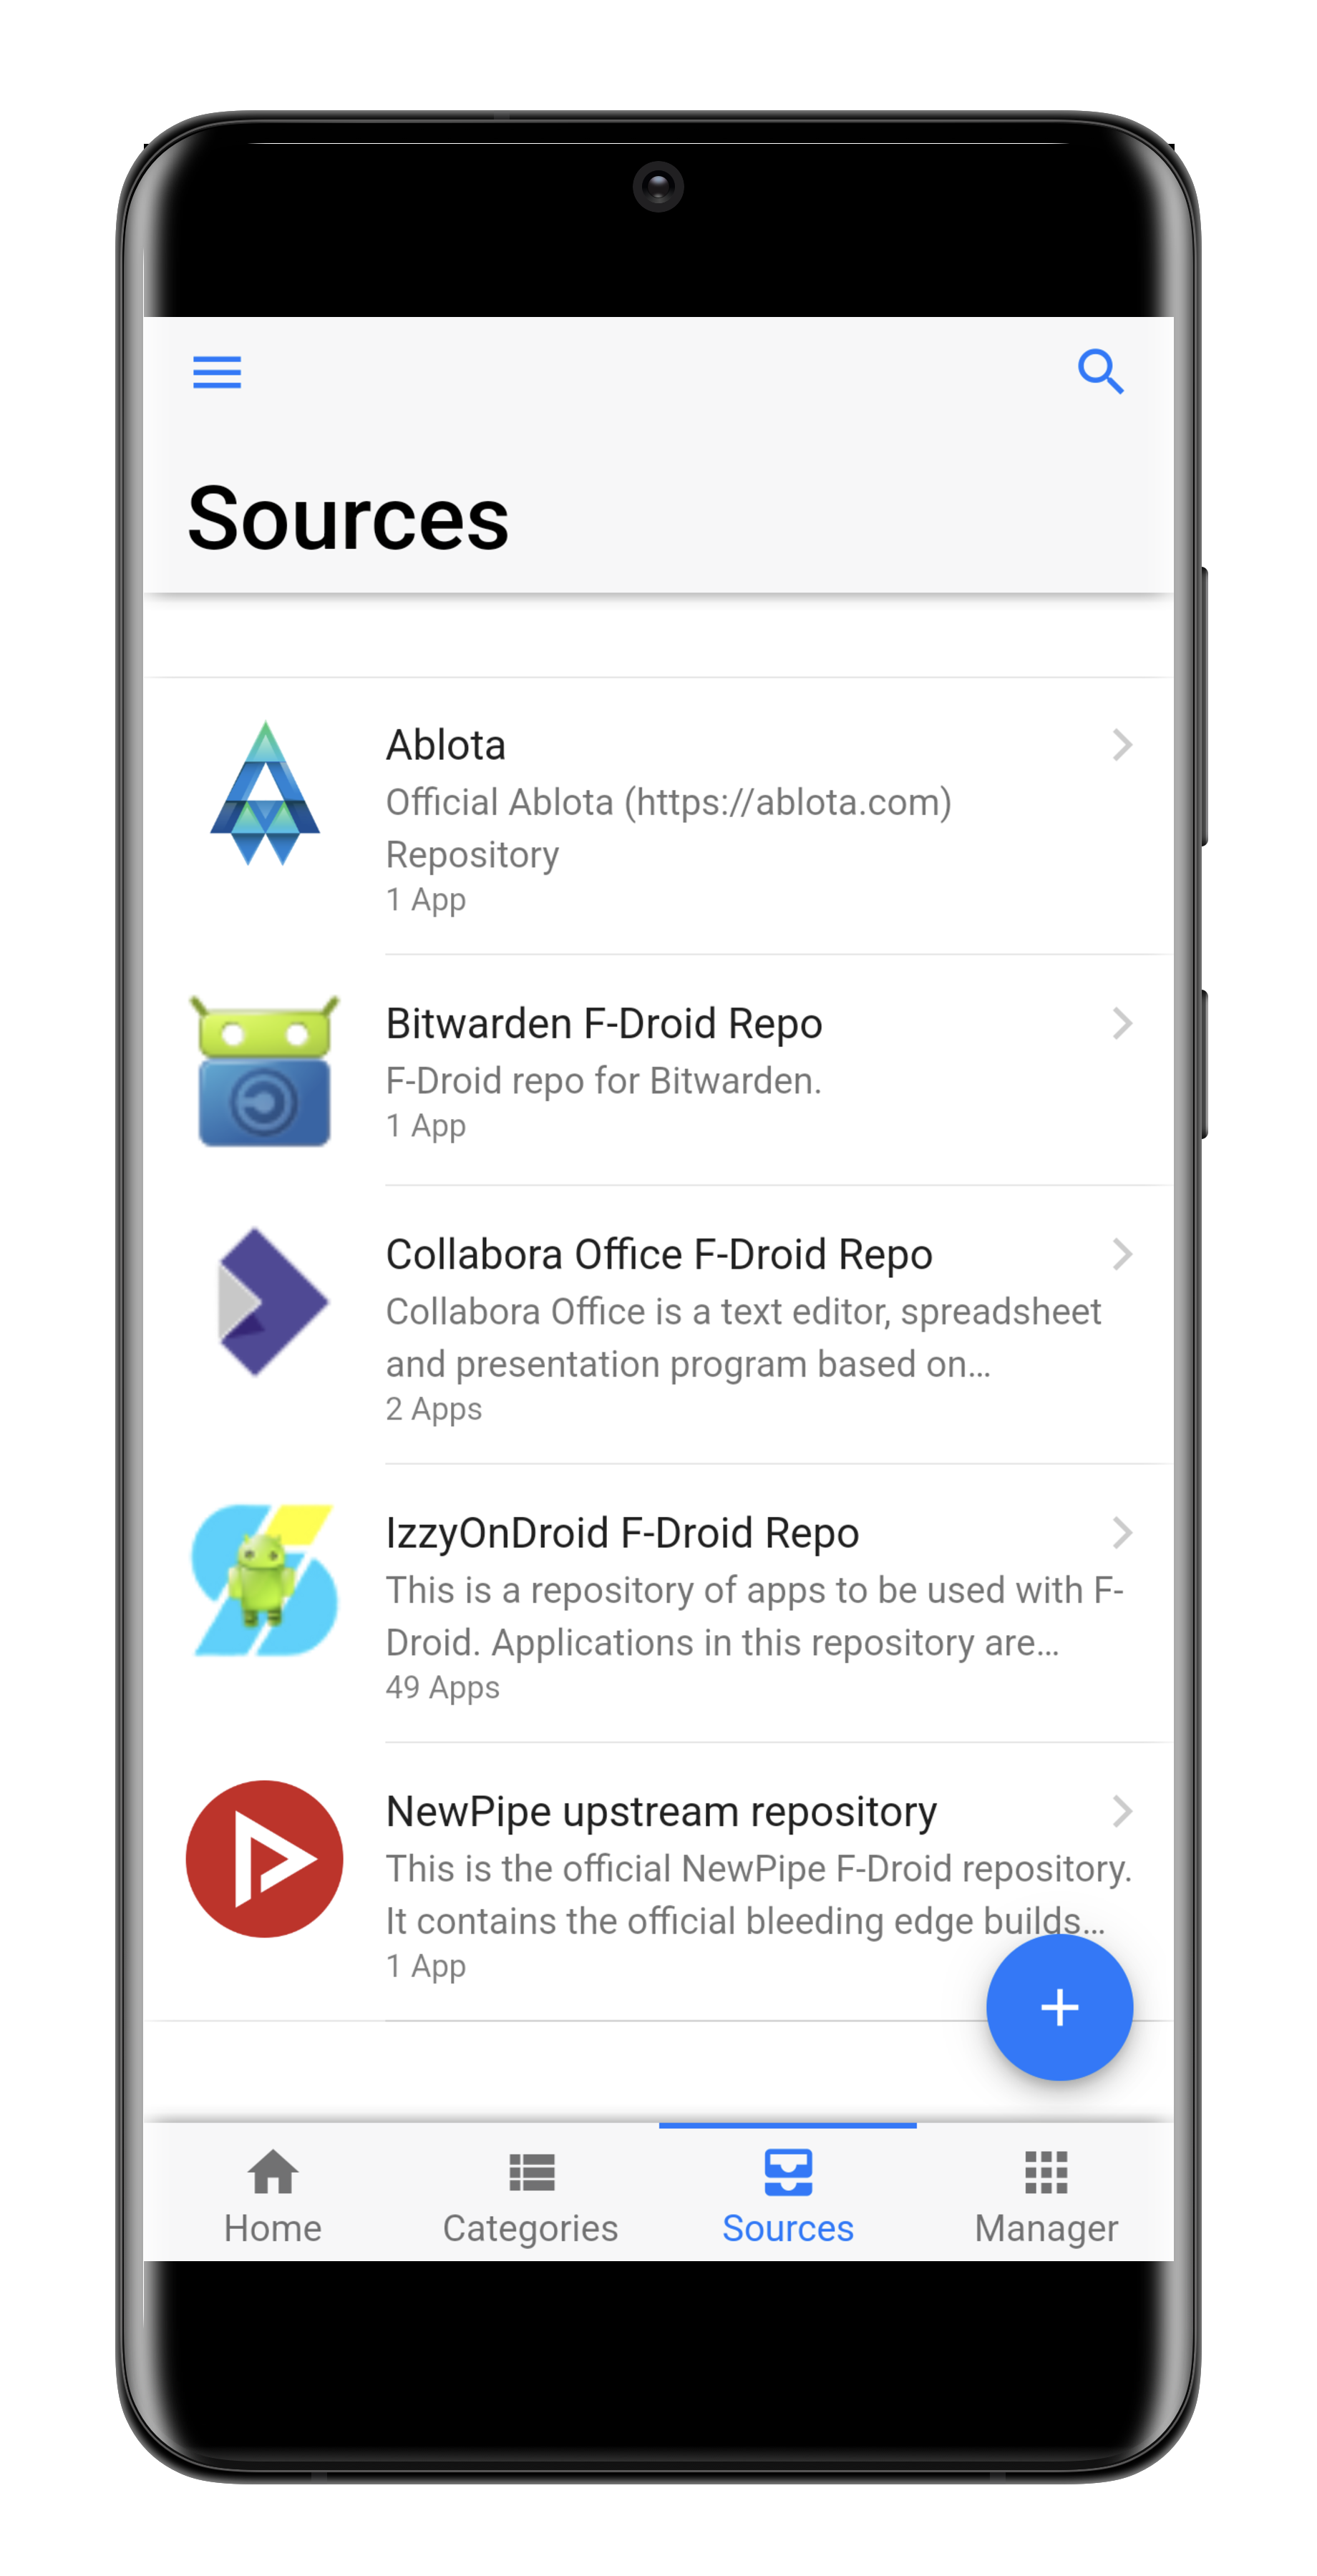 Sources
Ablota
Official Ablota (https://ablota.com)
Repository
1 App
Bitwarden F-Droid Repo
F-Droid repo for Bitwarden.
1 App
Collabora Office F-Droid Repo
Collabora Office is a text editor, spreadsheet
and presentation program based on...
2 Apps
IzzyOnDroid F-Droid Repo
This is a repository of apps to be used with F-
Droid. Applications in this repository are...
49 Apps
NewPipe upstream repository
This is the official NewPipe F-Droid repository.
It contains the official bleeding edge builds...
1 App
Home
Categories
Sources
Manager